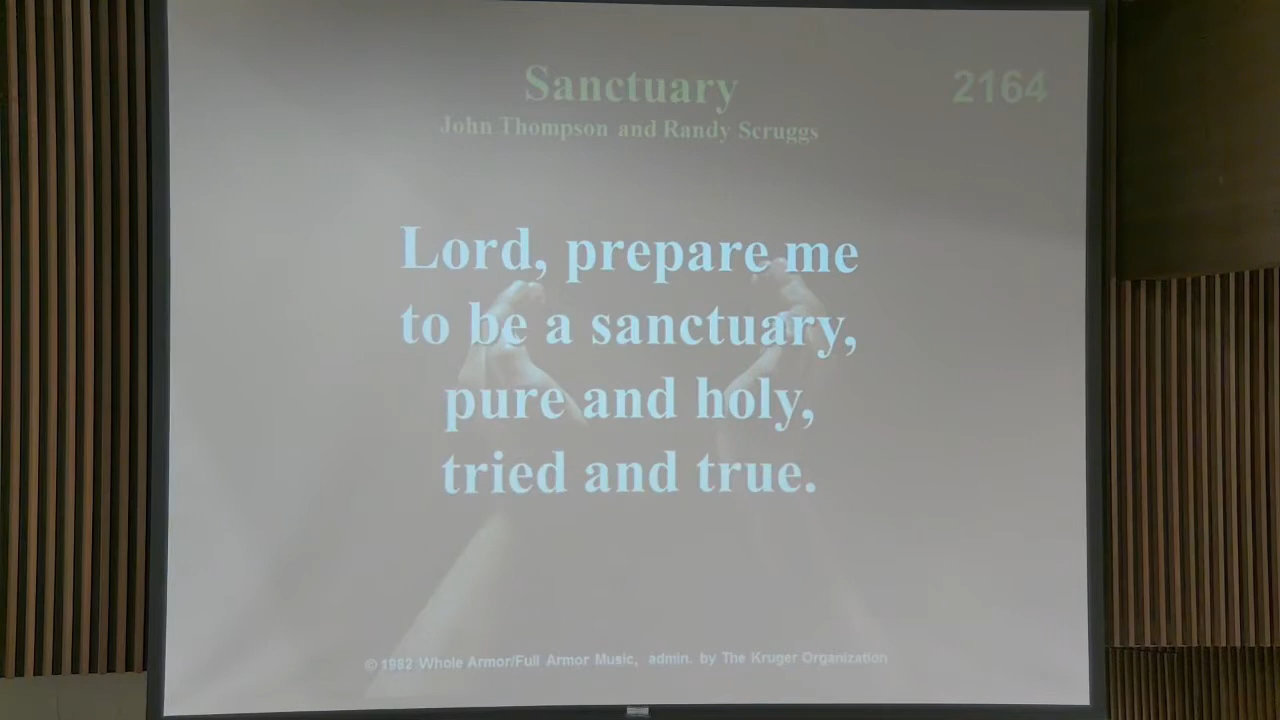 Sanctuary
2164
John Thompson and Randy Scruggs
Lord, prepare me
to be a sanctuary,
pure and holy,
tried and true.
© 1982 Whole Armor/Full Armor Music, admin. by The Kruger Organization